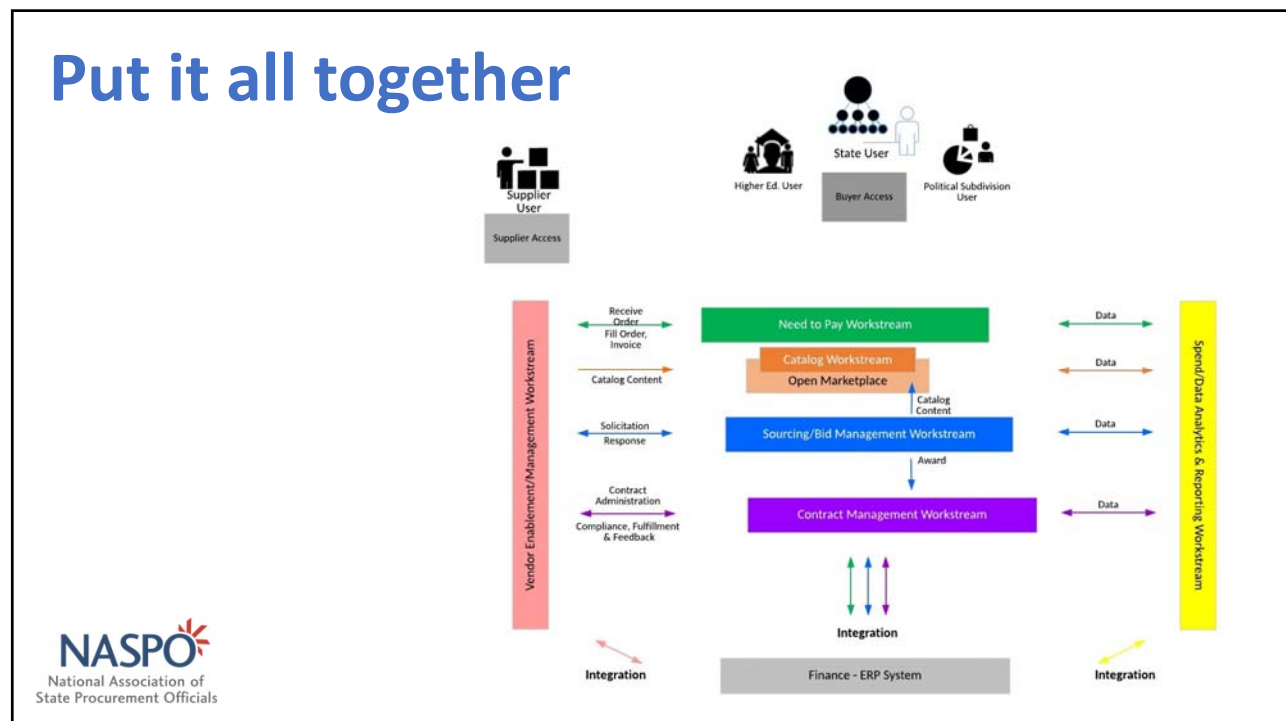 Put it all together
Supplier
User
Supplier Access
Higher Ed. User
State User
Buyer Access
Political Subdivision
User
Vendor Enablement/Management Workstream
Receive
Order
Fill Order,
Invoice
Need to Pay Workstream
Data
Catalog Content
Catalog Workstream
Open Marketplace
Data
Catalog
Content
Solicitation
Response
Sourcing/Bid Management Workstream
Data
Award
Contract
Administration
Compliance, Fulfillment
& Feedback
Contract Management Workstream
Data
Spend/Data Analytics & Reporting Workstream
Integration
Integration
Finance - ERP System
Integration
NASPO
National Association of
State Procurement Officials